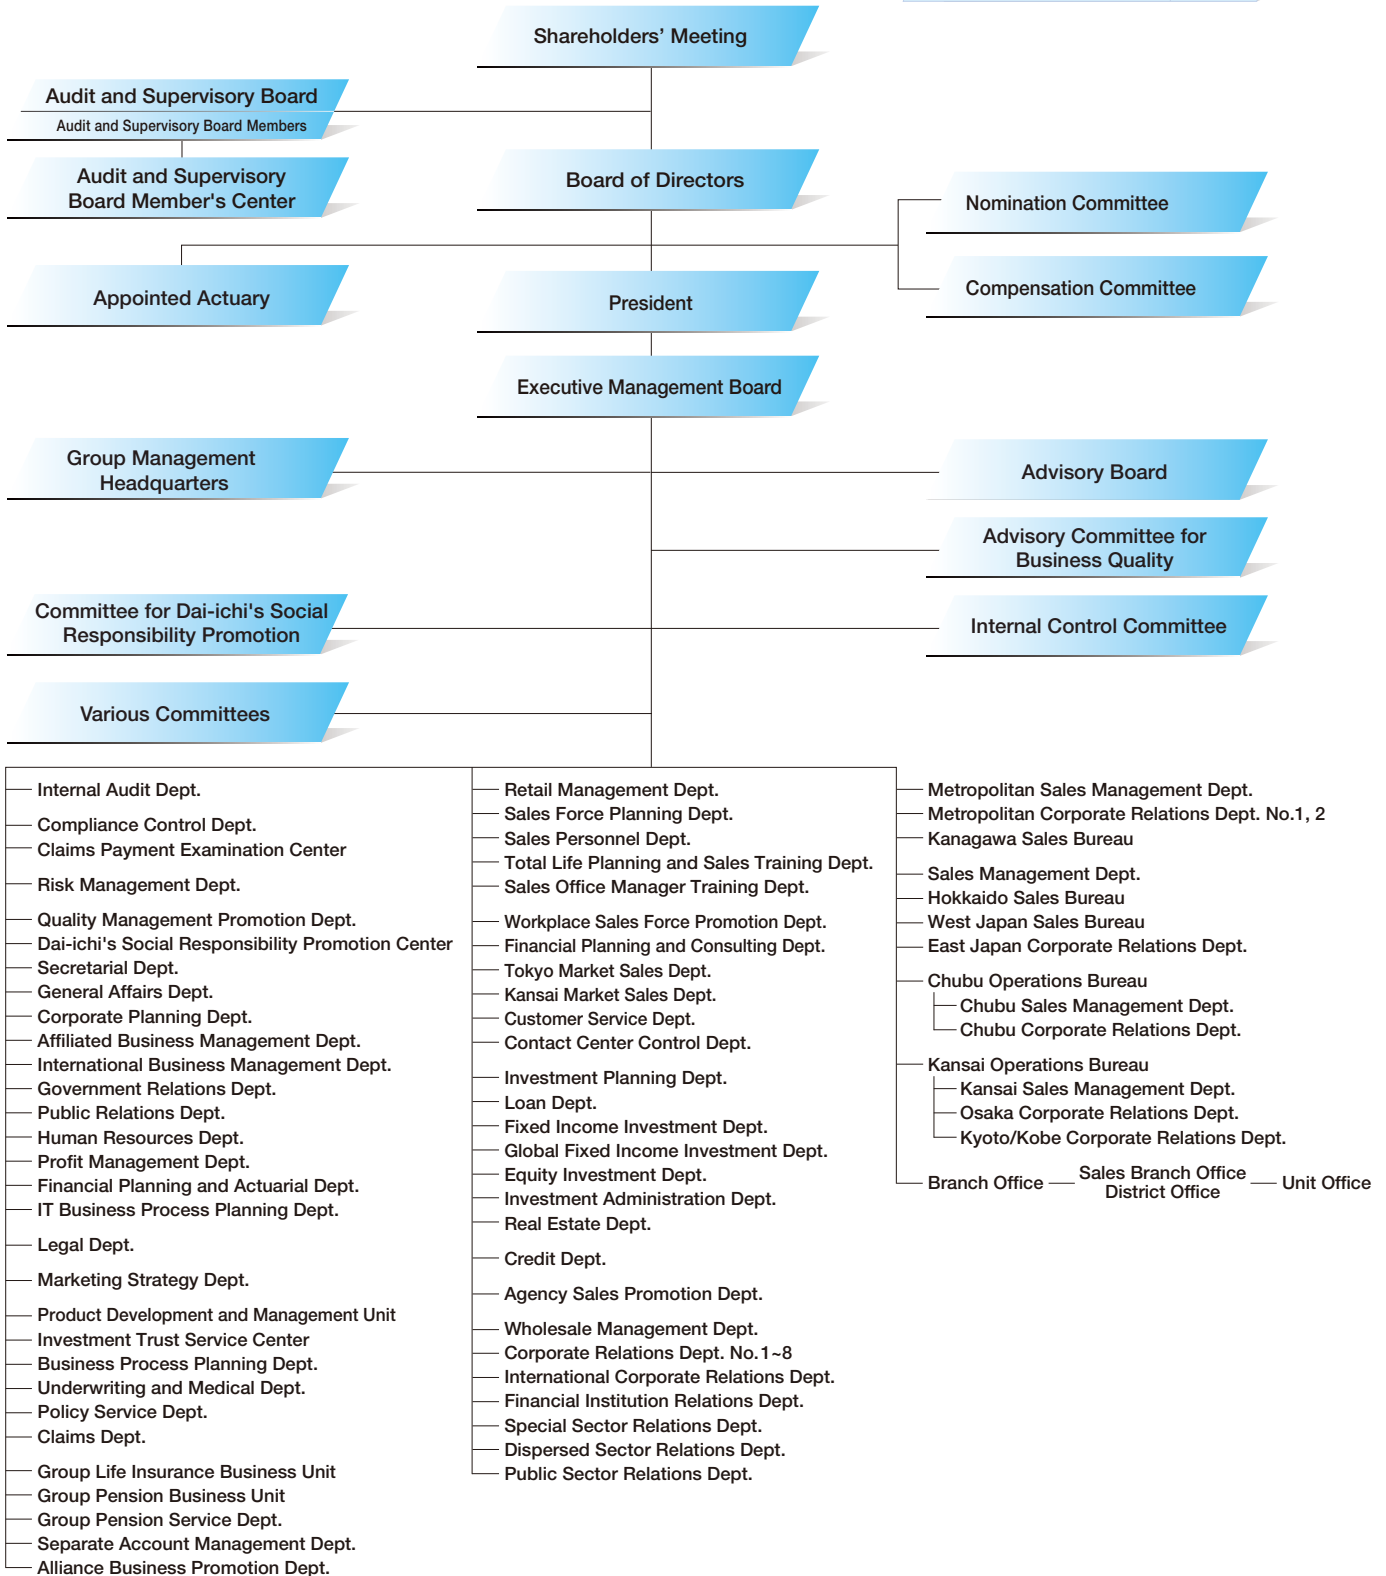 Shareholders’ Meeting
Audit and Supervisory Board
Audit and Supervisory Board Members
Audit and Supervisory
Board Member's Center
Board of Directors
Nomination Committee
Compensation Committee
Appointed Actuary
President
Executive Management Board
Group Management
Headquarters
Advisory Board
Advisory Committee for
Business Quality
Committee for Dai-ichi's Social
Responsibility Promotion
Internal Control Committee
Various Committees
Internal Audit Dept.
Compliance Control Dept.
Claims Payment Examination Center
Risk Management Dept.
Quality Management Promotion Dept.
Dai-ichi's Social Responsibility Promotion Center
Secretarial Dept.
General Affairs Dept.
Corporate Planning Dept.
Affiliated Business Management Dept.
International Business Management Dept.
Government Relations Dept.
Public Relations Dept.
Human Resources Dept.
Profit Management Dept.
Financial Planning and Actuarial Dept.
IT Business Process Planning Dept.
Legal Dept.
Marketing Strategy Dept.
Product Development and Management Unit
Investment Trust Service Center
Business Process Planning Dept.
Underwriting and Medical Dept.
Policy Service Dept.
Claims Dept.
Group Life Insurance Business Unit
Group Pension Business Unit
Group Pension Service Dept.
Separate Account Management Dept.
Alliance Business Promotion Dept.
Retail Management Dept.
Sales Force Planning Dept.
Sales Personnel Dept.
Total Life Planning and Sales Training Dept.
Sales Office Manager Training Dept.
Workplace Sales Force Promotion Dept.
Financial Planning and Consulting Dept.
Tokyo Market Sales Dept.
Kansai Market Sales Dept.
Customer Service Dept.
Contact Center Control Dept.
Investment Planning Dept.
Loan Dept.
Fixed Income Investment Dept.
Global Fixed Income Investment Dept.
Equity Investment Dept.
Investment Administration Dept.
Real Estate Dept.
Credit Dept.
Agency Sales Promotion Dept.
Wholesale Management Dept.
Corporate Relations Dept. No.1~8
International Corporate Relations Dept.
Financial Institution Relations Dept.
Special Sector Relations Dept.
Dispersed Sector Relations Dept.
Public Sector Relations Dept.
Metropolitan Sales Management Dept.
Metropolitan Corporate Relations Dept. No.1, 2
Kanagawa Sales Bureau
Sales Management Dept.
Hokkaido Sales Bureau
West Japan Sales Bureau
East Japan Corporate Relations Dept.
Chubu Operations Bureau
Chubu Sales Management Dept.
Chubu Corporate Relations Dept.
Kansai Operations Bureau
Kansai Sales Management Dept.
Osaka Corporate Relations Dept.
Kyoto/Kobe Corporate Relations Dept.
Branch Office
Sales Branch Office
District Office
Unit Office